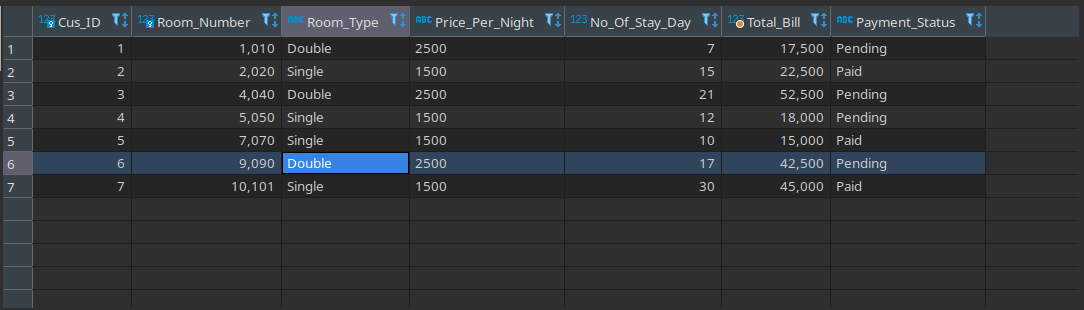 123 Cus_ID 123 Room_Number ABC Room_Type ABC Price_Per_Night 123 No_Of_Stay_Day 123 Total_Bill ABC Payment_Status
1 1 1,010 Double 2500 7 17,500 Pending
2 2 2,020 Single 1500 15 22,500 Paid
3 3 4,040 Double 2500 21 52,500 Pending
4 4 5,050 Single 1500 12 18,000 Pending
5 5 7,070 Single 1500 10 15,000 Paid
6 6 9,090 Double 2500 17 42,500 Pending
7 7 10,101 Single 1500 30 45,000 Paid